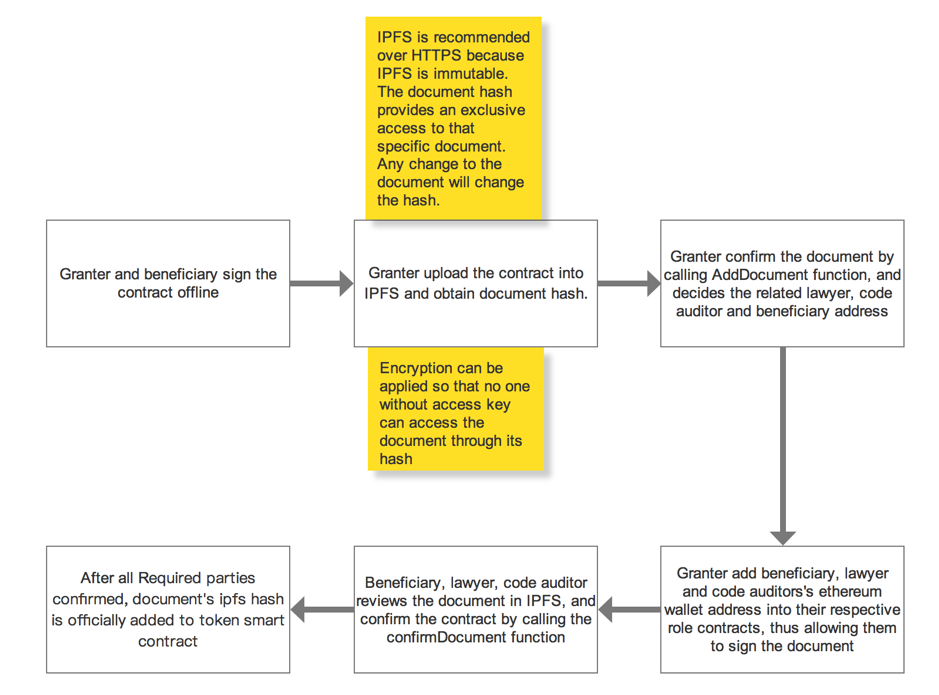 IPFS is recommended
over HTTPS because
IPFS is immutable.
The document hash
provides an exclusive
access to that
specific document.
Any change to the
document will change
the hash.
Granter and beneficiary sign the
contract offline
Granter upload the contract into
IPFS and obtain document hash.
Granter confirm the document by
calling AddDocument function, and
decides the related lawyer, code
auditor and beneficiary address
Encryption can be
applied so that no one
without access key
can access the
document through its
hash
Granter add beneficiary, lawyer
and code auditors's ethereum
wallet address into their respective
role contracts, thus allowing them
to sign the document
Beneficiary, lawyer, code auditor
reviews the document in IPFS, and
confirm the contract by calling the
confirmDocument function
After all Required parties
confirmed, document's ipfs hash
is officially added to token smart
contract